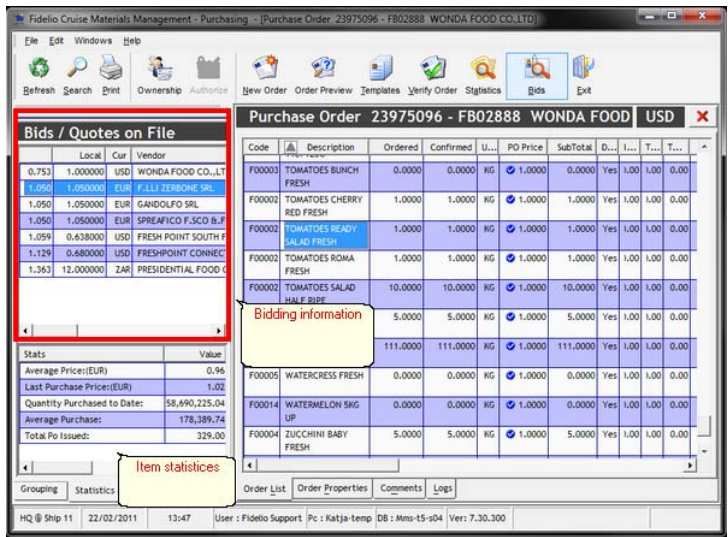 Fidelio Cruise Materials Management - Purchasing - [Purchase Order 23975096 - FB02888 WONDA FOOD CO.,LTD]
File Edit Windows Help
Refresh Search Print Ownership Authorize New Order Order Preview Templates Verify Order Statistics Bids Exit
Purchase Order 23975096 - FB02888 WONDA FOOD USD
Bids / Quotes on File
Local Cur Vendor
0.753 1.000000 USD WONDA FOOD CO.,LT
1.050 1.050000 EUR F.LLI ZERBONE SRL
1.050 1.050000 EUR GANDOLFO SRL
1.050 1.050000 EUR SPREAFICO F.SCO &.F
1.059 0.638000 USD FRESH POINT SOUTH F
1.129 0.680000 USD FRESHPOINT CONNEC
1.363 12.000000 ZAR PRESIDENTIAL FOOD
Stats Value
Average Price:(EUR) 0.96
Last Purchase Price:(EUR) 1.02
Quantity Purchased to Date: 58,690,225.04
Average Purchase: 178,389.74
Total Po Issued: 329.00
Item statistices
Grouping Statistics
Code Description Ordered Confirmed U... PO Price SubTotal D... I... T... T...
F00003 TOMATOES BUNCH FRESH 0.0000 0.0000 KG 1.0000 0.0000 Yes 1.00 1.00 0.00
F00002 TOMATOES CHERRY RED FRESH 1.0000 1.0000 KG 1.0000 1.0000 Yes 1.00 1.00 0.00
F00002 TOMATOES READY SALAD FRESH 1.0000 1.0000 KG 1.0000 1.0000 Yes 1.00 1.00 0.00
F00002 TOMATOES ROMA FRESH 1.0000 1.0000 KG 1.0000 1.0000 Yes 1.00 1.00 0.00
F00002 TOMATOES SALAD HALF RIPE 10.0000 10.0000 KG 1.0000 10.0000 Yes 1.00 1.00 0.00
Bidding information
5.0000 5.0000 KG 1.0000 5.0000 Yes 1.00 1.00 0.00
111.0000 111.0000 KG 1.0000 111.0000 Yes 1.00 1.00 0.00
F00005 WATERCRESS FRESH 0.0000 0.0000 KG 1.0000 0.0000 Yes 1.00 1.00 0.00
F00014 WATERMELON 5KG UP 0.0000 0.0000 KG 1.0000 0.0000 Yes 1.00 1.00 0.00
F00004 ZUCCHINI BABY FRESH 5.0000 5.0000 KG 1.0000 5.0000 Yes 1.00 1.00 0.00
Order List Order Properties Comments Logs
HQ @ Ship 11 22/02/2011 13:47 User : Fidelio Support Pc : Katja-temp DB : Mms-t5-s04 Ver: 7.30.300